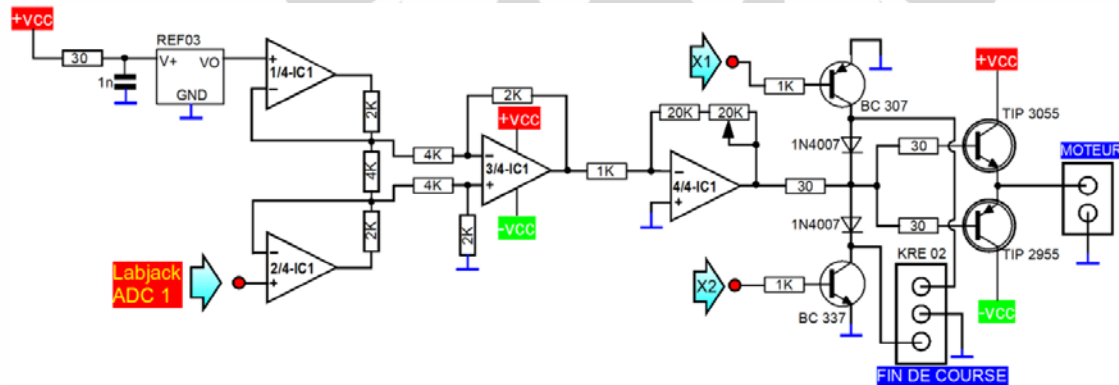 +vcc
30
1n
REF03
V+
VO
GND
+
1/4-IC1
−
2K
4K
2K
−
2/4-IC1
+
Labjack
ADC 1
4K
4K
2K
+vcc
−
3/4-IC1
+
-vcc
2K
1K
20K
20K
−
4/4-IC1
+
30
X1
1K
BC 307
1N4007
1N4007
X2
1K
BC 337
30
30
+vcc
TIP 3055
MOTEUR
TIP 2955
-vcc
KRE 02
FIN DE COURSE